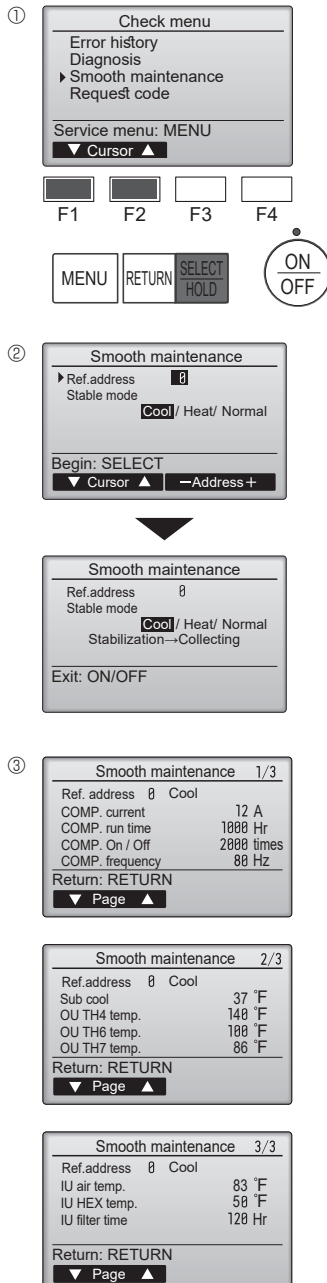 ①
Check menu
Error history
Diagnosis
Smooth maintenance
Request code
Service menu: MENU
▼ Cursor ▲
F1 F2 F3 F4
MENU RETURN SELECT HOLD ON OFF
②
Smooth maintenance
Ref.address 0
Stable mode
Cool / Heat/ Normal
Begin: SELECT
▼ Cursor ▲ −Address+
Smooth maintenance
Ref.address 0
Stable mode
Cool / Heat/ Normal
Stabilization→Collecting
Exit: ON/OFF
③
Smooth maintenance 1/3
Ref. address 0 Cool
COMP. current 12 A
COMP. run time 1000 Hr
COMP. On / Off 2000 times
COMP. frequency 80 Hz
Return: RETURN
▼ Page ▲
Smooth maintenance 2/3
Ref.address 0 Cool
Sub cool 37 °F
OU TH4 temp. 140 °F
OU TH6 temp. 100 °F
OU TH7 temp. 86 °F
Return: RETURN
▼ Page ▲
Smooth maintenance 3/3
Ref.address 0 Cool
IU air temp. 83 °F
IU HEX temp. 50 °F
IU filter time 120 Hr
Return: RETURN
▼ Page ▲